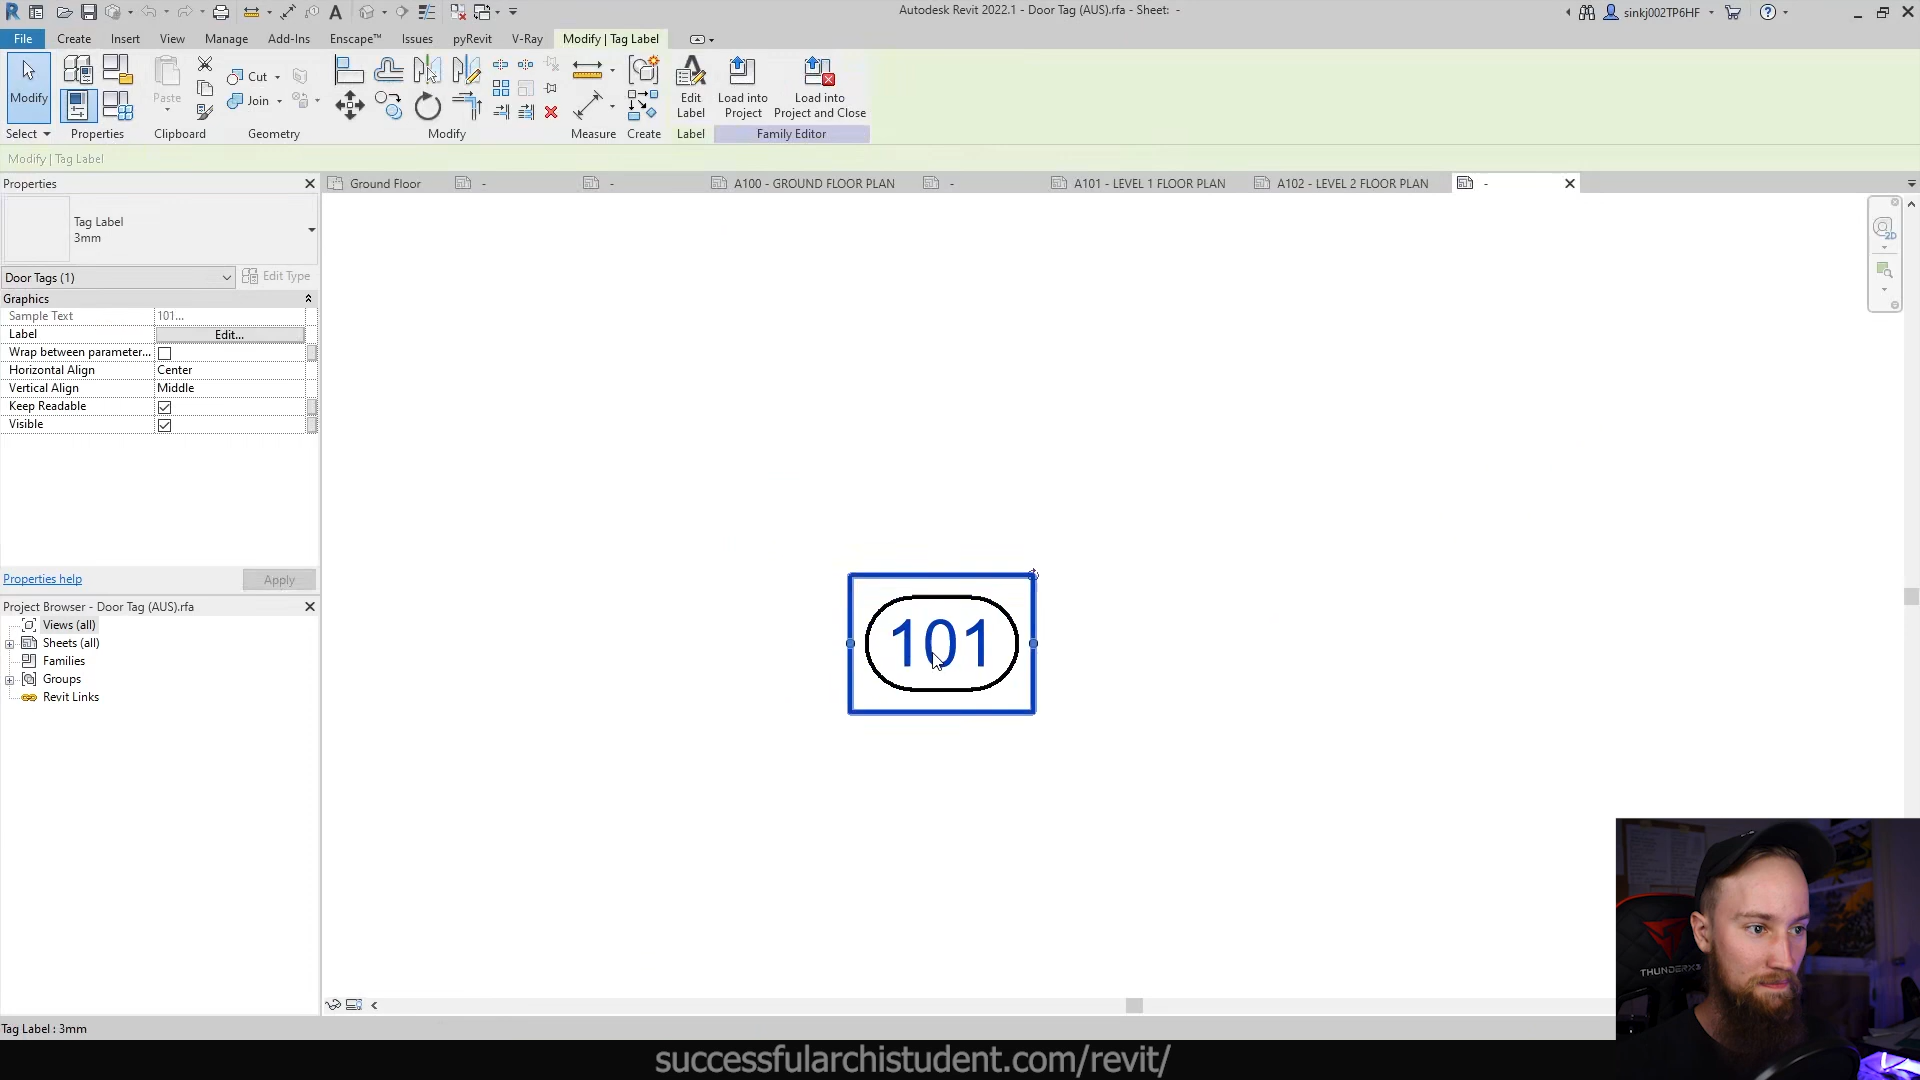 Autodesk Revit 2022.1 - Door Tag (AUS).rfa - Sheet: -
sinkj002TP6HF
File Create Insert View Manage Add-Ins Enscape™ Issues pyRevit V-Ray Modify | Tag Label
Modify
Paste
Cut
Join
Edit Label
Load into Project
Load into Project and Close
Select Properties Clipboard Geometry Modify Measure Create Label Family Editor
Modify | Tag Label
Properties
Ground Floor - - A100 - GROUND FLOOR PLAN - A101 - LEVEL 1 FLOOR PLAN A102 - LEVEL 2 FLOOR PLAN -
Tag Label
3mm
2D
Door Tags (1) Edit Type
Graphics
Sample Text 101...
Label Edit...
Wrap between parameter...
Horizontal Align Center
Vertical Align Middle
Keep Readable
Visible
Properties help Apply
Project Browser - Door Tag (AUS).rfa
Views (all)
Sheets (all)
Families
Groups
Revit Links
101
THUNDERX3
Tag Label : 3mm
successfularchistudent.com/revit/